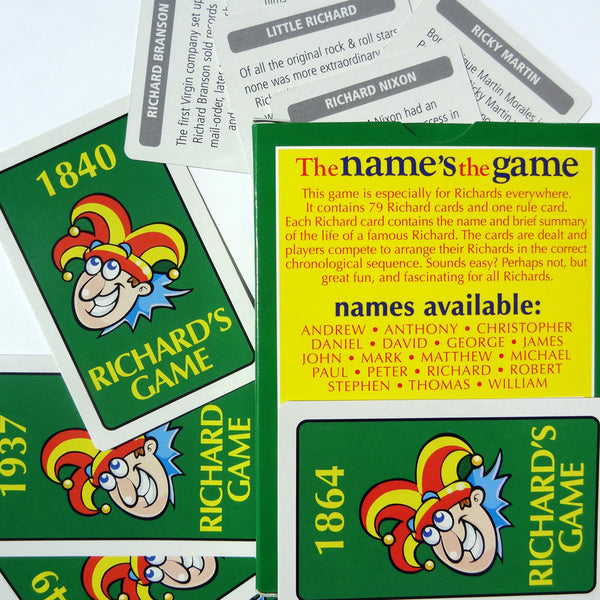 RICHARD BRANSON
The first Virgin company set up
Richard Branson sold records
mail-order, later
LITTLE RICHARD
Of all the original rock & roll stars
none was more extraordinary
RICKY MARTIN
Martin Morales
RICHARD NIXON
Nixon had an
success in
1840
RICHARD'S
GAME
The name's the game
This game is especially for Richards everywhere.
It contains 79 Richard cards and one rule card.
Each Richard card contains the name and brief summary
of the life of a famous Richard. The cards are dealt and
players compete to arrange their Richards in the correct
chronological sequence. Sounds easy? Perhaps not, but
great fun, and fascinating for all Richards.
names available:
ANDREW • ANTHONY • CHRISTOPHER
DANIEL • DAVID • GEORGE • JAMES
JOHN • MARK • MATTHEW • MICHAEL
PAUL • PETER • RICHARD • ROBERT
STEPHEN • THOMAS • WILLIAM
1937
RICHARD'S
GAME
1864
RICHARD'S
GAME
49